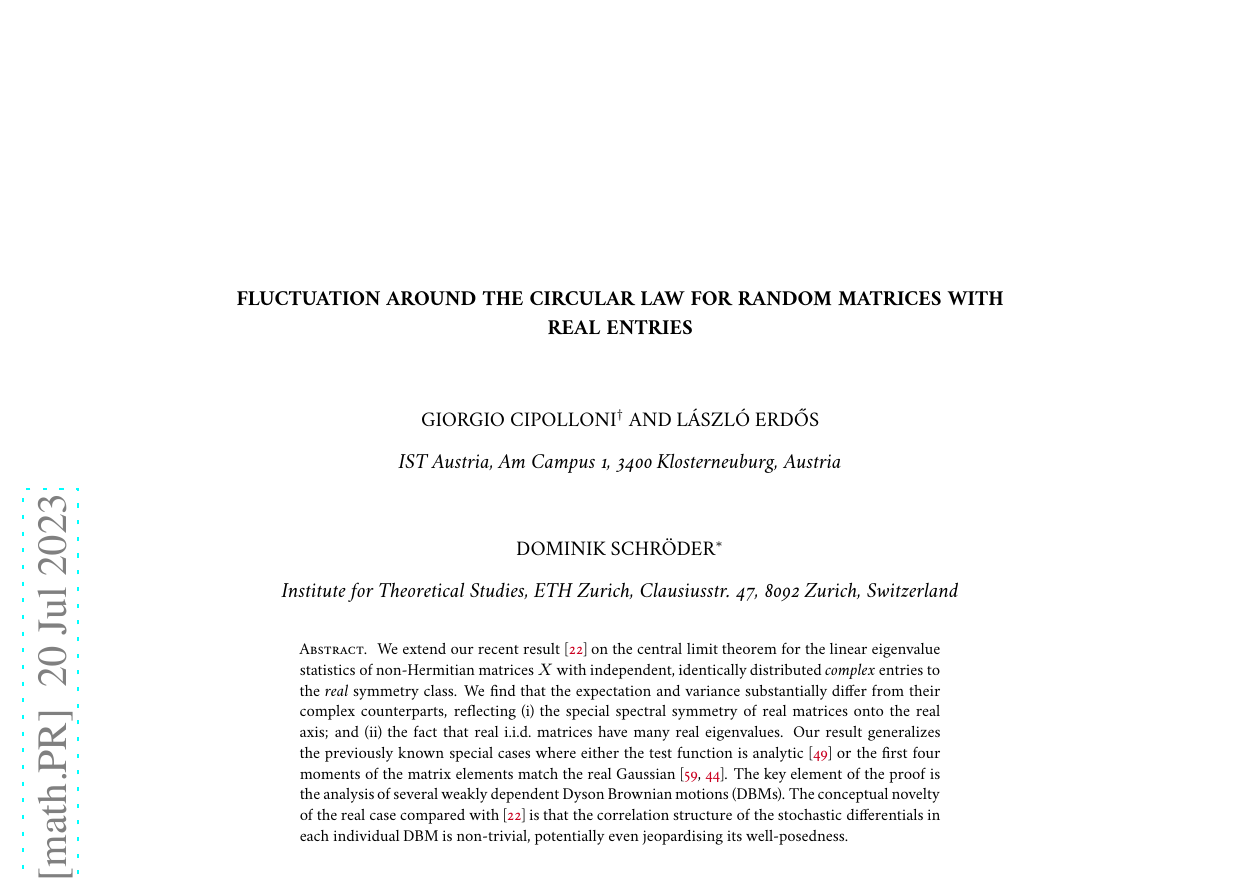 FLUCTUATION AROUND THE CIRCULAR LAW FOR RANDOM MATRICES WITH
REAL ENTRIES
GIORGIO CIPOLLONI† AND LÁSZLÓ ERDŐS
IST Austria, Am Campus 1, 3400 Klosterneuburg, Austria
DOMINIK SCHRÖDER*
Institute for Theoretical Studies, ETH Zurich, Clausiusstr. 47, 8092 Zurich, Switzerland
Abstract. We extend our recent result [22] on the central limit theorem for the linear eigenvalue
statistics of non-Hermitian matrices X with independent, identically distributed complex entries to
the real symmetry class. We find that the expectation and variance substantially differ from their
complex counterparts, reflecting (i) the special spectral symmetry of real matrices onto the real
axis; and (ii) the fact that real i.i.d. matrices have many real eigenvalues. Our result generalizes
the previously known special cases where either the test function is analytic [49] or the first four
moments of the matrix elements match the real Gaussian [59, 44]. The key element of the proof is
the analysis of several weakly dependent Dyson Brownian motions (DBMs). The conceptual novelty
of the real case compared with [22] is that the correlation structure of the stochastic differentials in
each individual DBM is non-trivial, potentially even jeopardising its well-posedness.
[math.PR] 20 Jul 2023